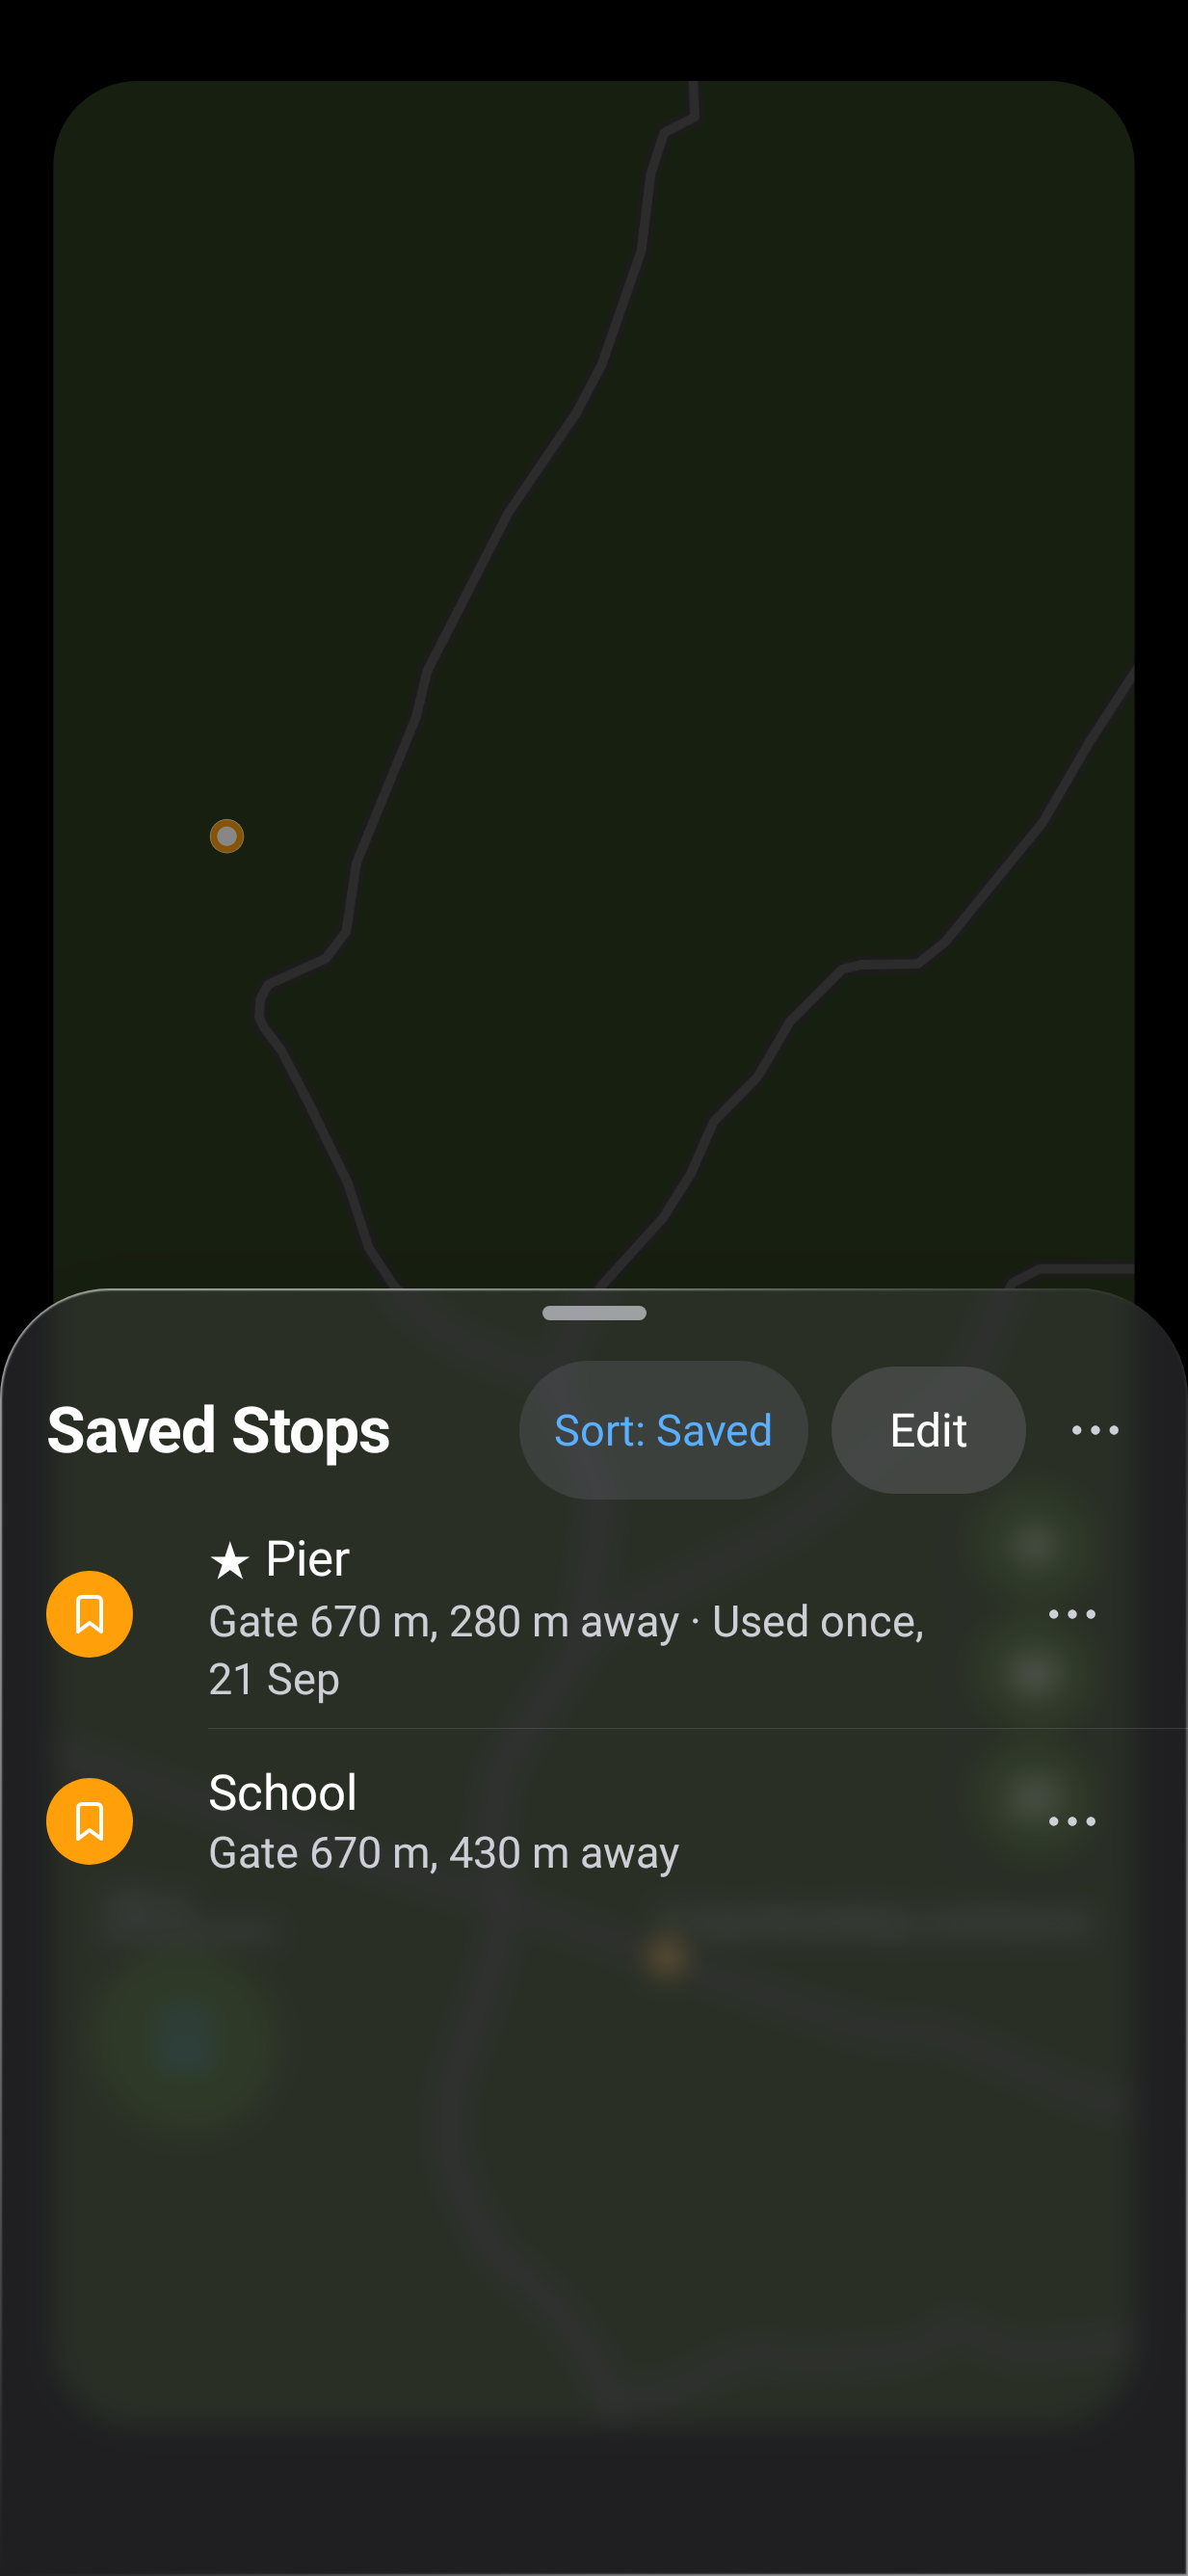 Saved Stops
Sort: Saved
Edit
★ Pier
Gate 670 m, 280 m away · Used once,
21 Sep
School
Gate 670 m, 430 m away